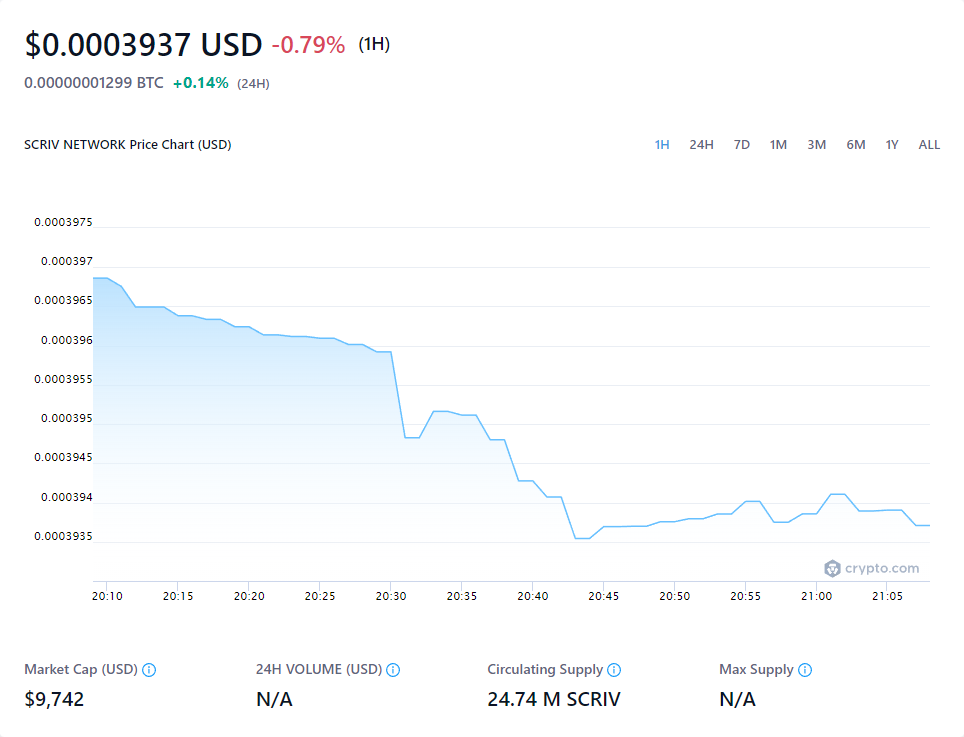 $0.0003937 USD -0.79% (1H)
0.00000001299 BTC +0.14% (24H)
SCRIV NETWORK Price Chart (USD) 1H 24H 7D 1M 3M 6M 1Y ALL
0.0003975
0.000397
0.0003965
0.000396
0.0003955
0.000395
0.0003945
0.000394
0.0003935
crypto.com
20:10 20:15 20:20 20:25 20:30 20:35 20:40 20:45 20:50 20:55 21:00 21:05
Market Cap (USD) 24H VOLUME (USD) Circulating Supply Max Supply
$9,742 N/A 24.74 M SCRIV N/A